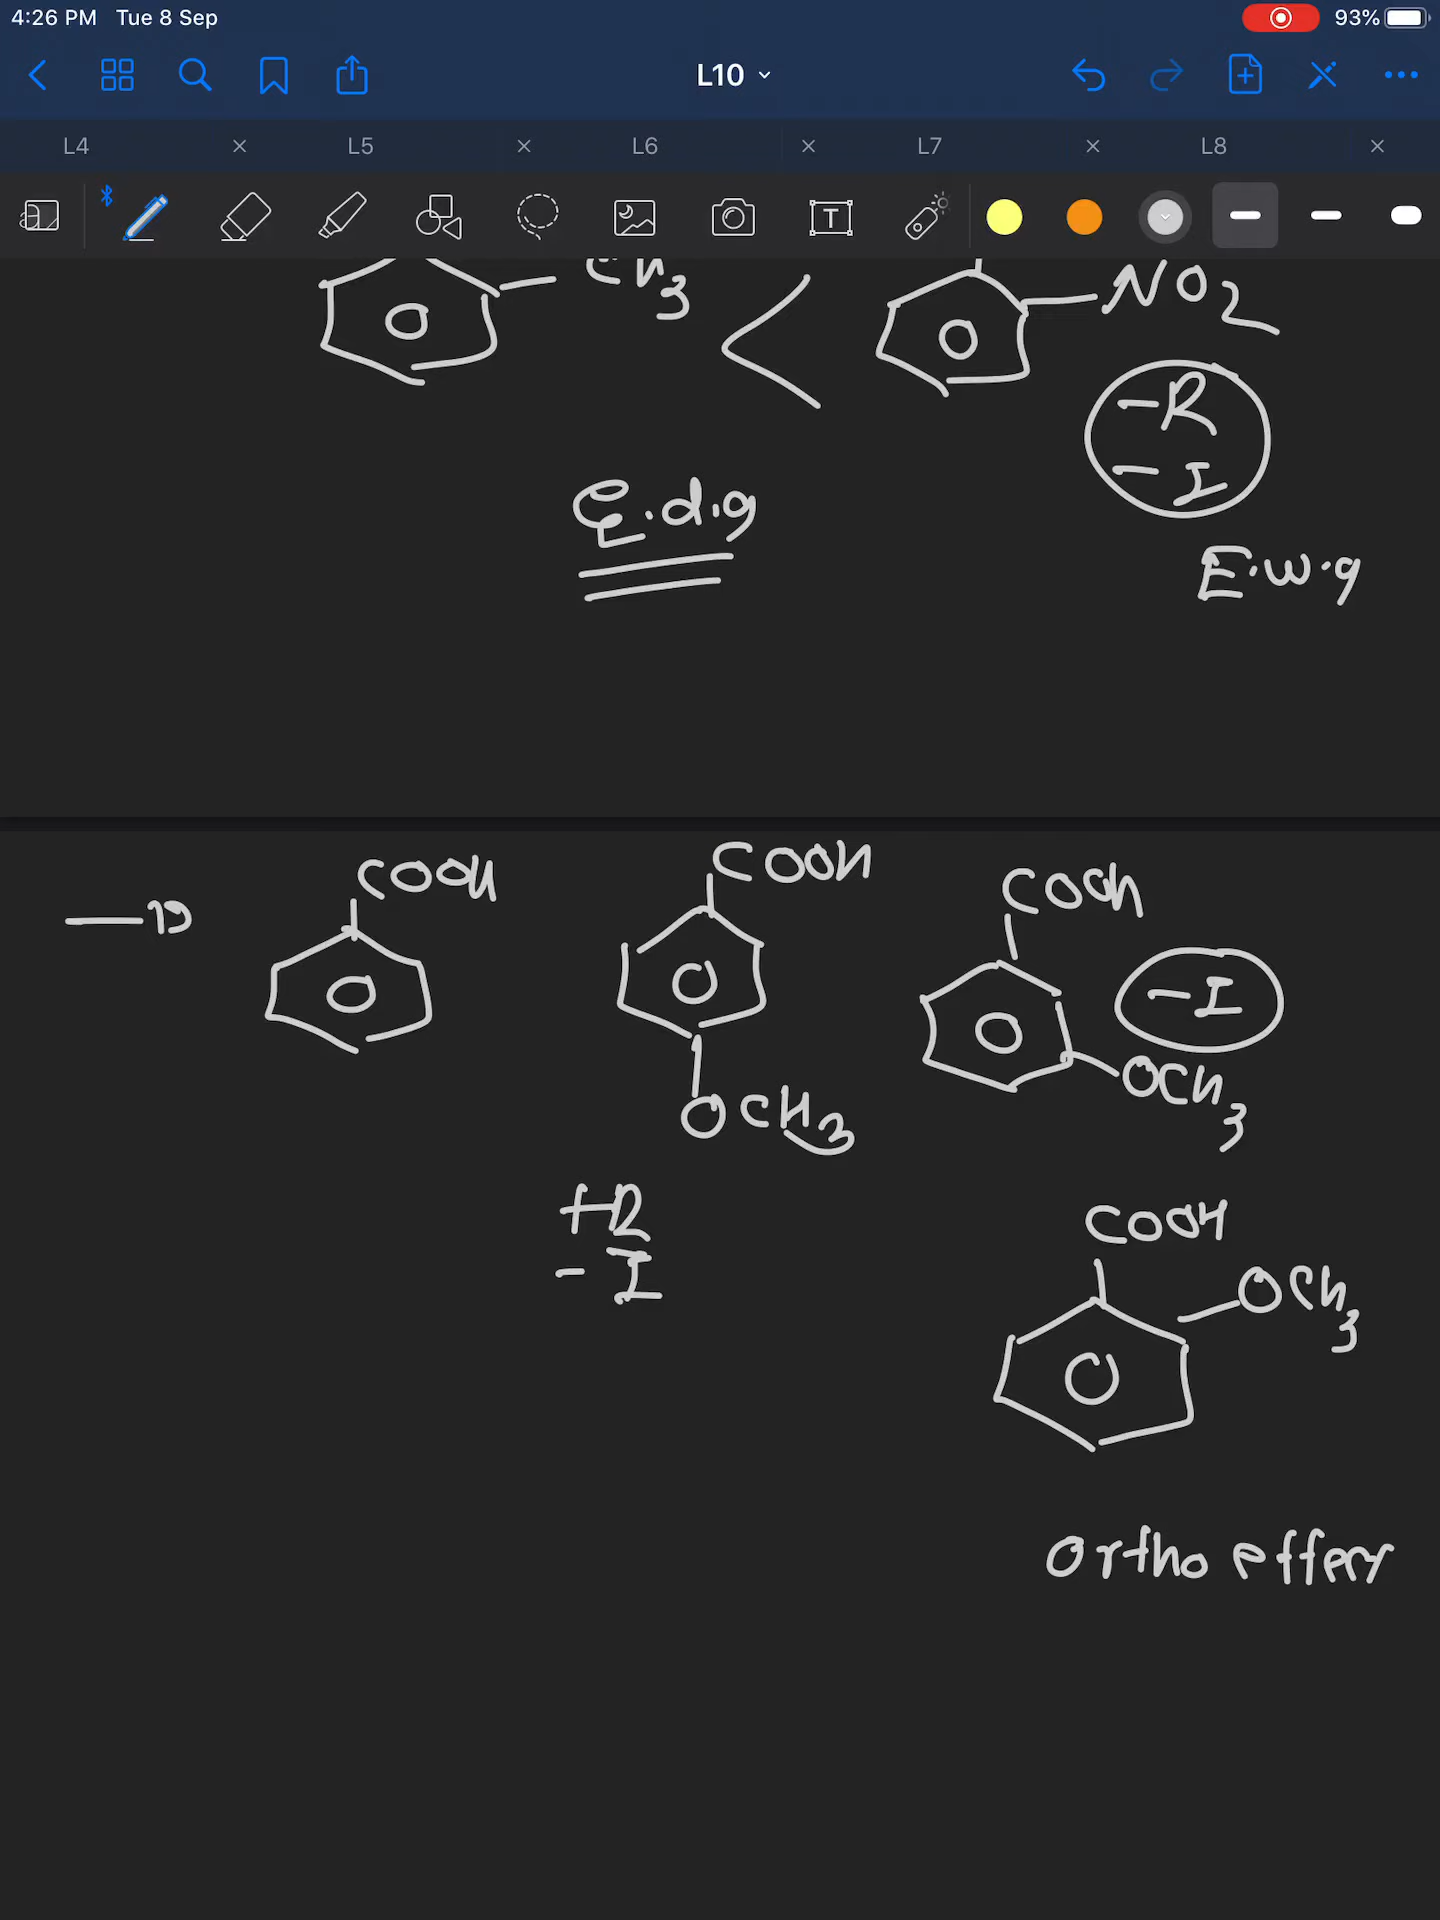 4:26 PM Tue 8 Sep 93%
L10
L4 L5 L6 L7 L8
T
CH3 NO2
-R
-I
E.d.g
E.w.g
COOH COOH COOH
-I
OCH3 OCH3
+R
-I
COOH
OCH3
Ortho effect